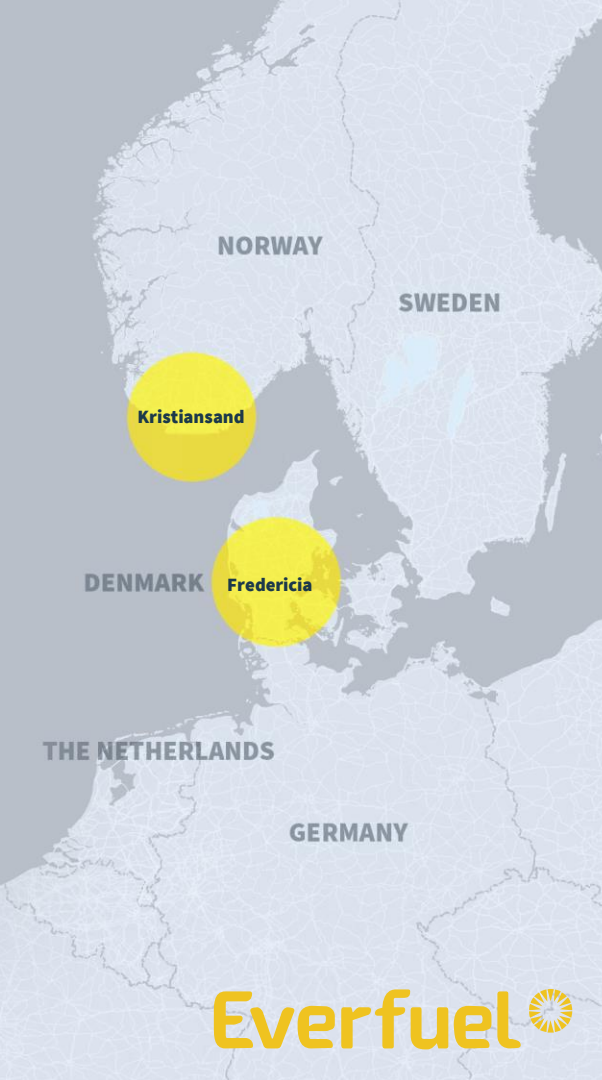 NORWAY
SWEDEN
Kristiansand
DENMARK
Fredericia
THE NETHERLANDS
GERMANY
Everfuel